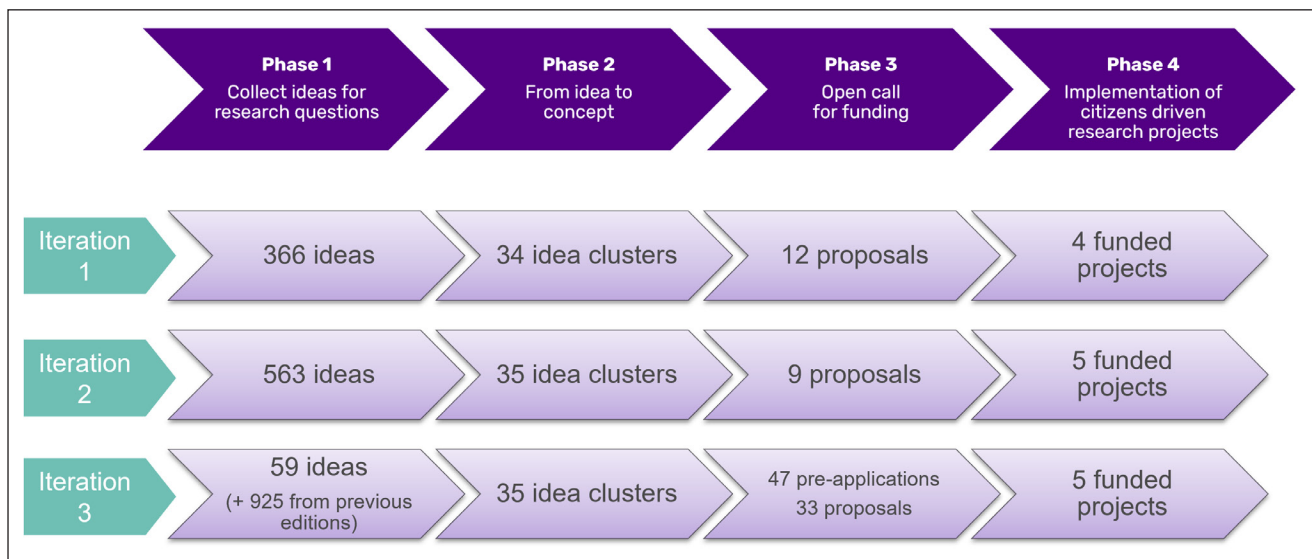 Phase 1
Collect ideas for
research questions
Phase 2
From idea to
concept
Phase 3
Open call
for funding
Phase 4
Implementation of
citizens driven
research projects
Iteration
1
366 ideas
34 idea clusters
12 proposals
4 funded
projects
Iteration
2
563 ideas
35 idea clusters
9 proposals
5 funded
projects
Iteration
3
59 ideas
(+ 925 from previous
editions)
35 idea clusters
47 pre-applications
33 proposals
5 funded
projects